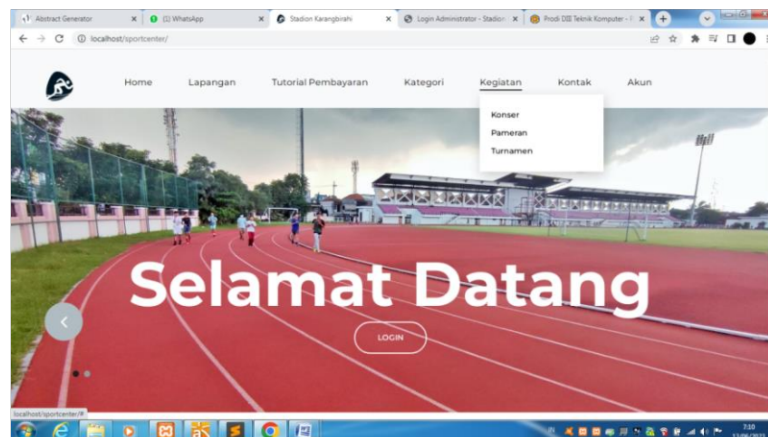 Abstract Generator
(1) WhatsApp
Stadion Karangbirahi
Login Administrator - Stadion
Prodi DIII Teknik Komputer -
localhost/sportcenter/
Home Lapangan Tutorial Pembayaran Kategori Kegiatan Kontak Akun
Konser
Pameran
Turnamen
Selamat Datang
LOGIN
localhost/sportcenter/#
7:10